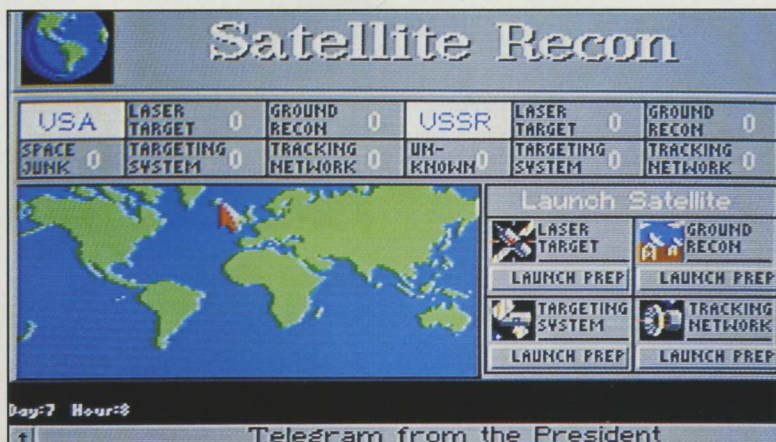 Satellite Recon
USA LASER TARGET 0 GROUND RECON 0 USSR LASER TARGET 0 GROUND RECON 0
SPACE JUNK 0 TARGETING SYSTEM 0 TRACKING NETWORK 0 UN-KNOWN 0 TARGETING SYSTEM 0 TRACKING NETWORK 0
Launch Satellite
LASER TARGET
GROUND RECON
LAUNCH PREP
LAUNCH PREP
TARGETING SYSTEM
TRACKING NETWORK
LAUNCH PREP
LAUNCH PREP
Day:7 Hour:8
Telegram from the President